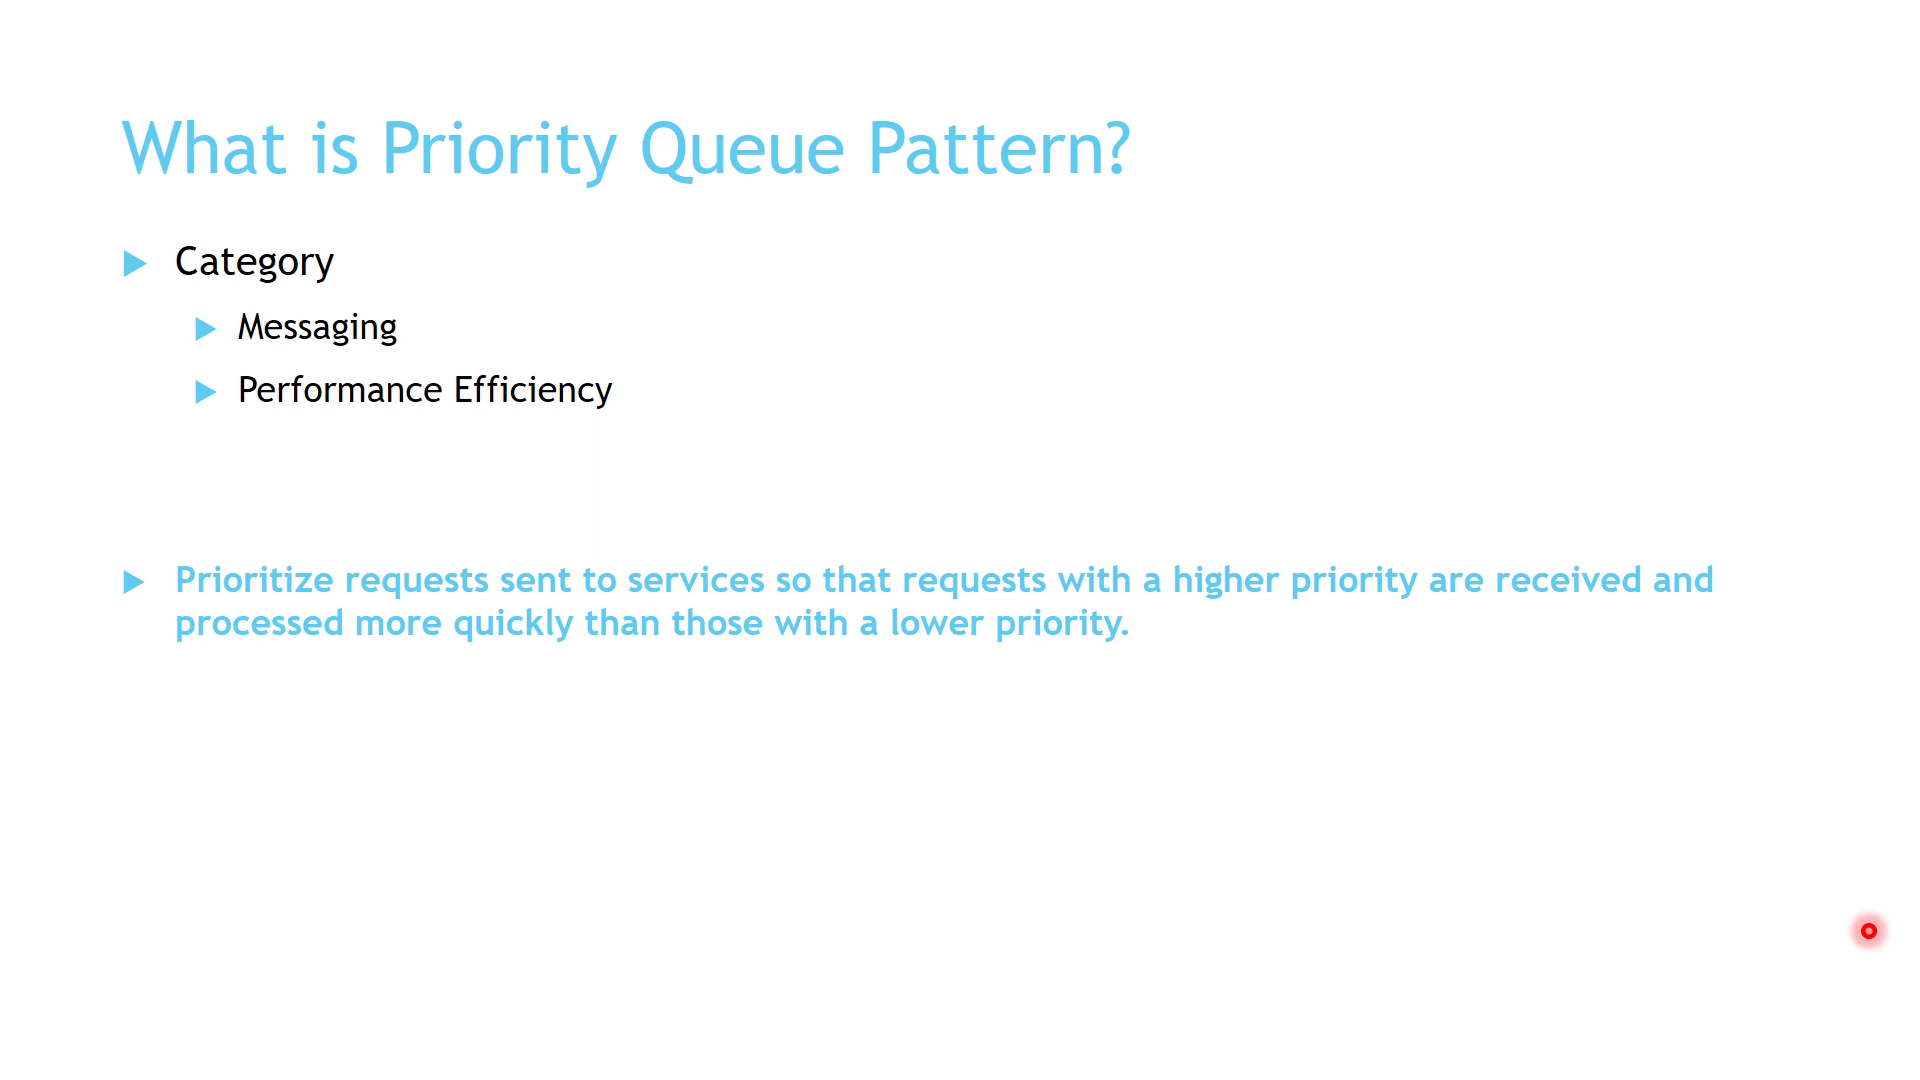 What is Priority Queue Pattern?
Category
Messaging
Performance Efficiency
Prioritize requests sent to services so that requests with a higher priority are received and
processed more quickly than those with a lower priority.